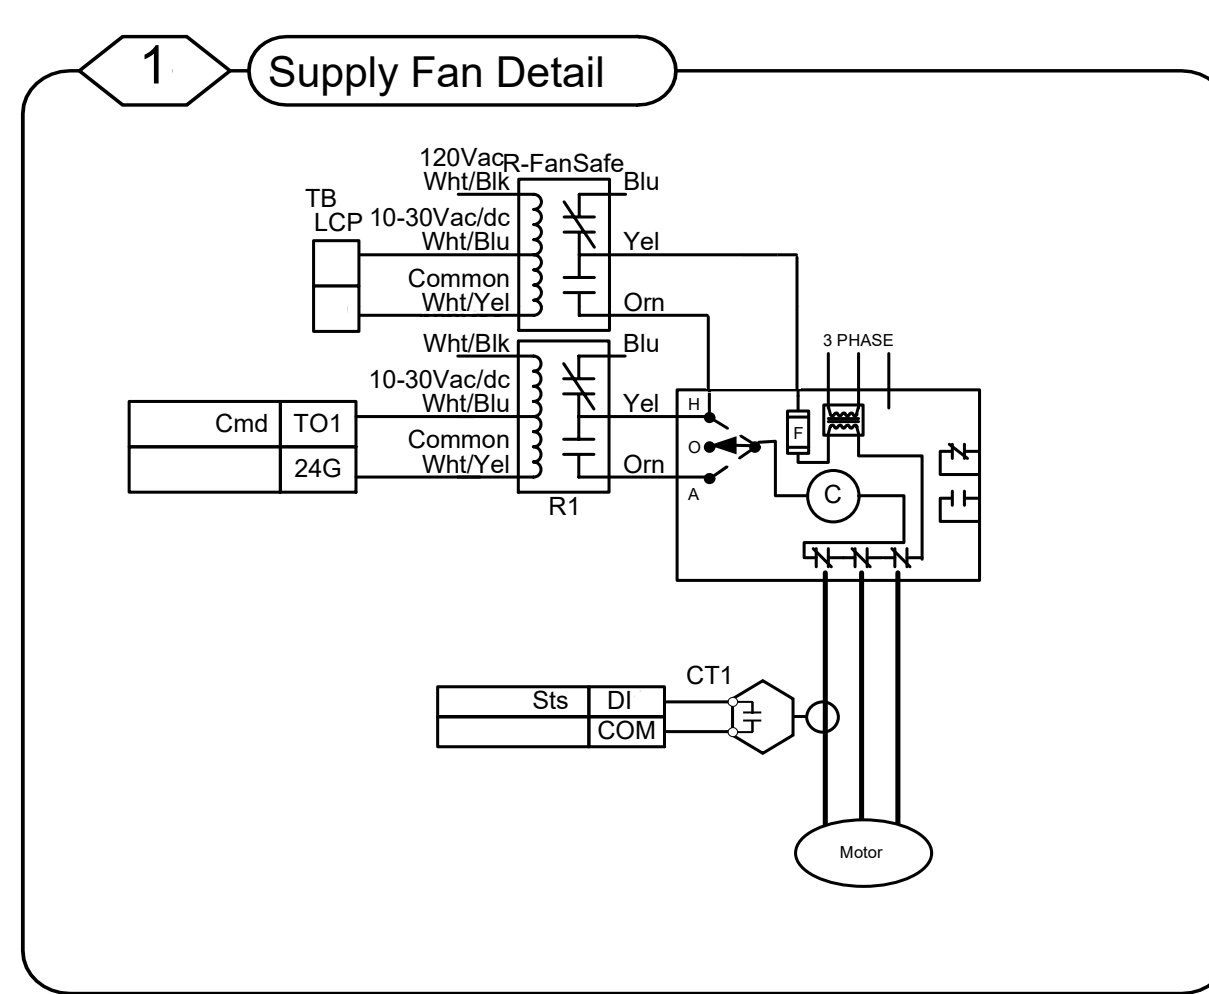 1
Supply Fan Detail
120Vac
R-FanSafe
Wht/Blk
Blu
TB
LCP
10-30Vac/dc
Wht/Blu
Yel
Common
Wht/Yel
Orn
Wht/Blk
Blu
3 PHASE
10-30Vac/dc
Wht/Blu
Yel
H
Cmd TO1
F
Common
O
24G
Wht/Yel
Orn
A
C
R1
CT1
Sts DI
COM
Motor